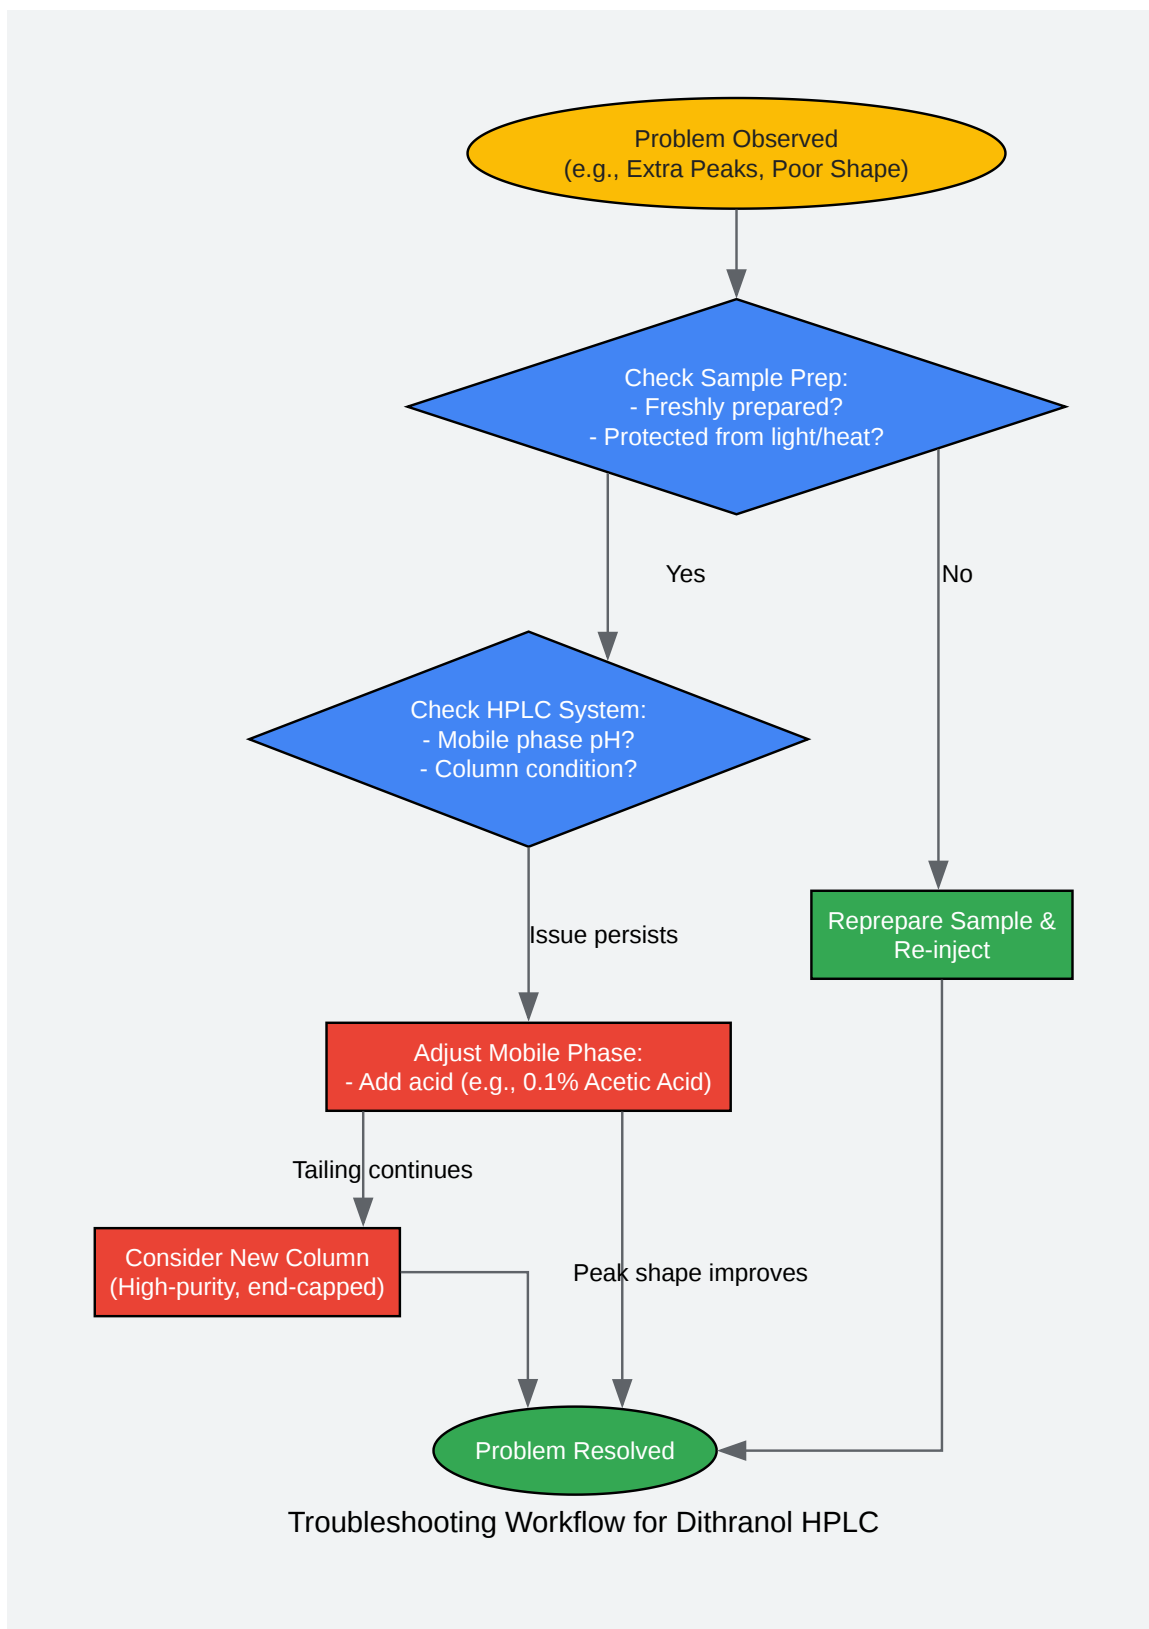 Problem Observed
(e.g., Extra Peaks, Poor Shape)
Check Sample Prep:
- Freshly prepared?
- Protected from light/heat?
Yes
No
Check HPLC System:
- Mobile phase pH?
- Column condition?
Issue persists
Reprepare Sample &
Re-inject
Adjust Mobile Phase:
- Add acid (e.g., 0.1% Acetic Acid)
Tailing continues
Consider New Column
(High-purity, end-capped)
Peak shape improves
Problem Resolved
Troubleshooting Workflow for Dithranol HPLC